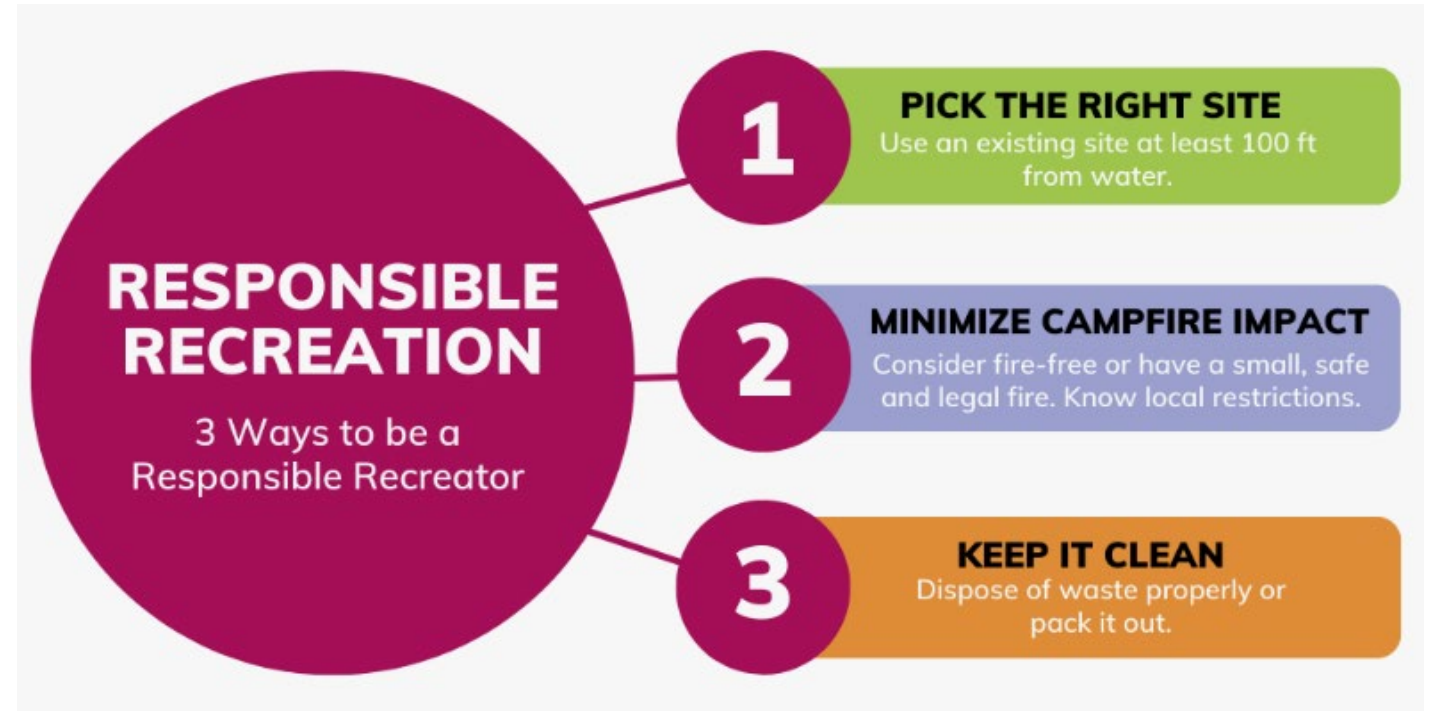 RESPONSIBLE
RECREATION
3 Ways to be a
Responsible Recreator
1
PICK THE RIGHT SITE
Use an existing site at least 100 ft
from water.
2
MINIMIZE CAMPFIRE IMPACT
Consider fire-free or have a small, safe
and legal fire. Know local restrictions.
3
KEEP IT CLEAN
Dispose of waste properly or
pack it out.